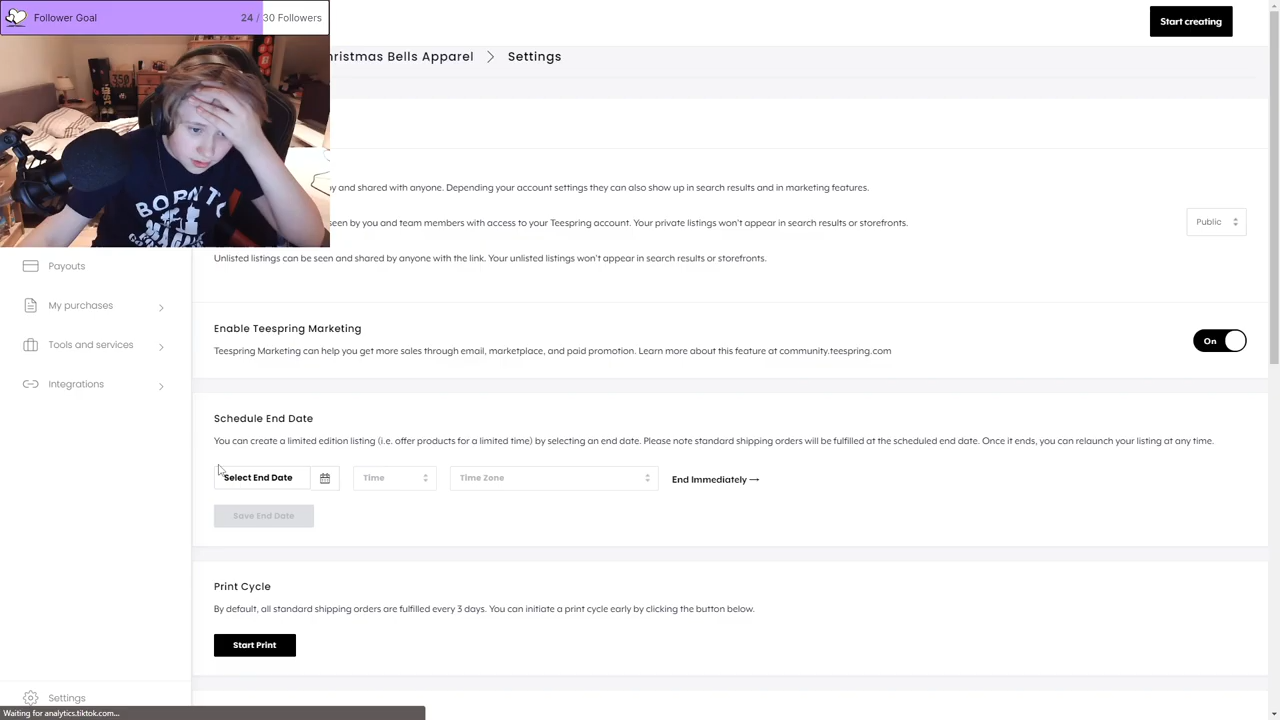 Follower Goal
24 / 30 Followers
Start creating
hristmas Bells Apparel > Settings
350
BORN TO
y and shared with anyone. Depending your account settings they can also show up in search results and in marketing features.
seen by you and team members with access to your Teespring account. Your private listings won't appear in search results or storefronts.
Public
Unlisted listings can be seen and shared by anyone with the link. Your unlisted listings won't appear in search results or storefronts.
Payouts
My purchases
Tools and services
Integrations
Enable Teespring Marketing
Teespring Marketing can help you get more sales through email, marketplace, and paid promotion. Learn more about this feature at community.teespring.com
On
Schedule End Date
You can create a limited edition listing (i.e. offer products for a limited time) by selecting an end date. Please note standard shipping orders will be fulfilled at the scheduled end date. Once it ends, you can relaunch your listing at any time.
Select End Date
Time
Time Zone
End Immediately →
Save End Date
Print Cycle
By default, all standard shipping orders are fulfilled every 3 days. You can initiate a print cycle early by clicking the button below.
Start Print
Settings
Waiting for analytics.tiktok.com...